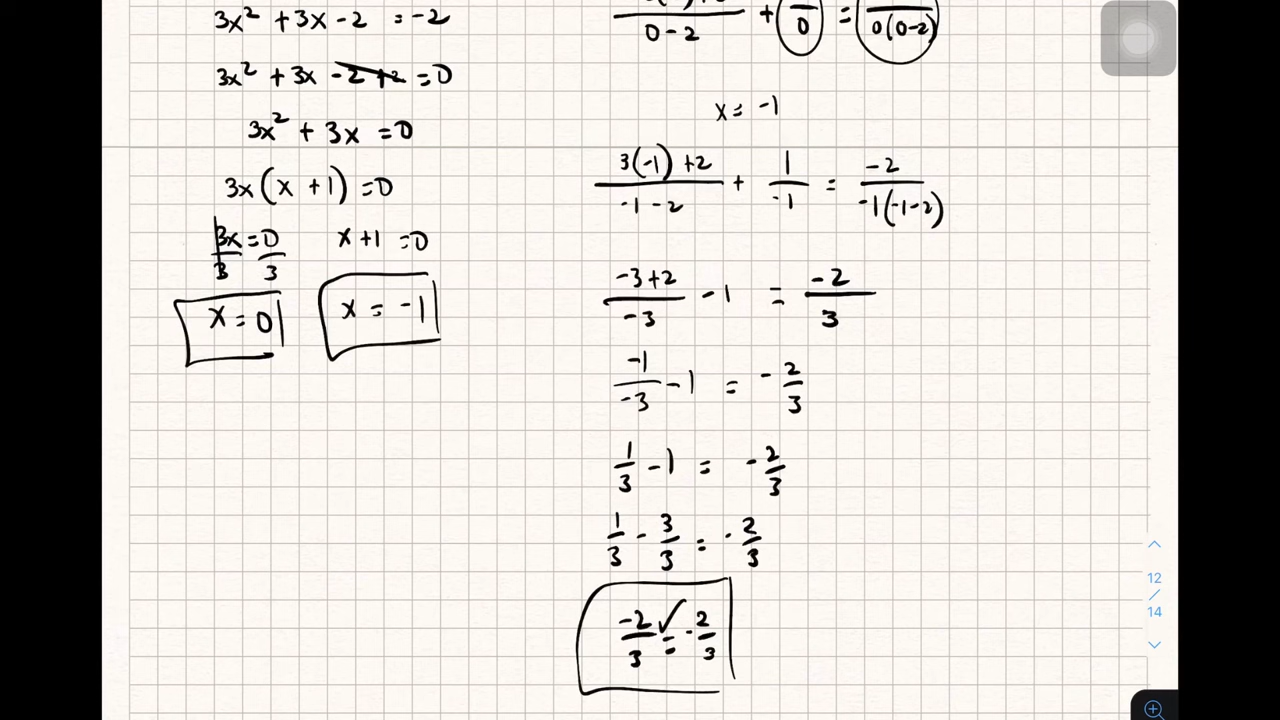 3x² + 3x - 2 = -2
3x² + 3x - 2 + 2 = 0
3x² + 3x = 0
3x(x + 1) = 0
3x = 0    x + 1 = 0
3    3
x = 0    x = -1
0 - 2 + 0 = 0(0-2)
x = -1
3(-1) + 2 / -1 - 2 + 1 / -1 = -2 / -1(-1-2)
-3+2 / -3 - 1 = -2 / 3
-1 / -3 - 1 = - 2/3
1/3 - 1 = - 2/3
1/3 - 3/3 = - 2/3
-2/3 ✓= - 2/3
12
/
14